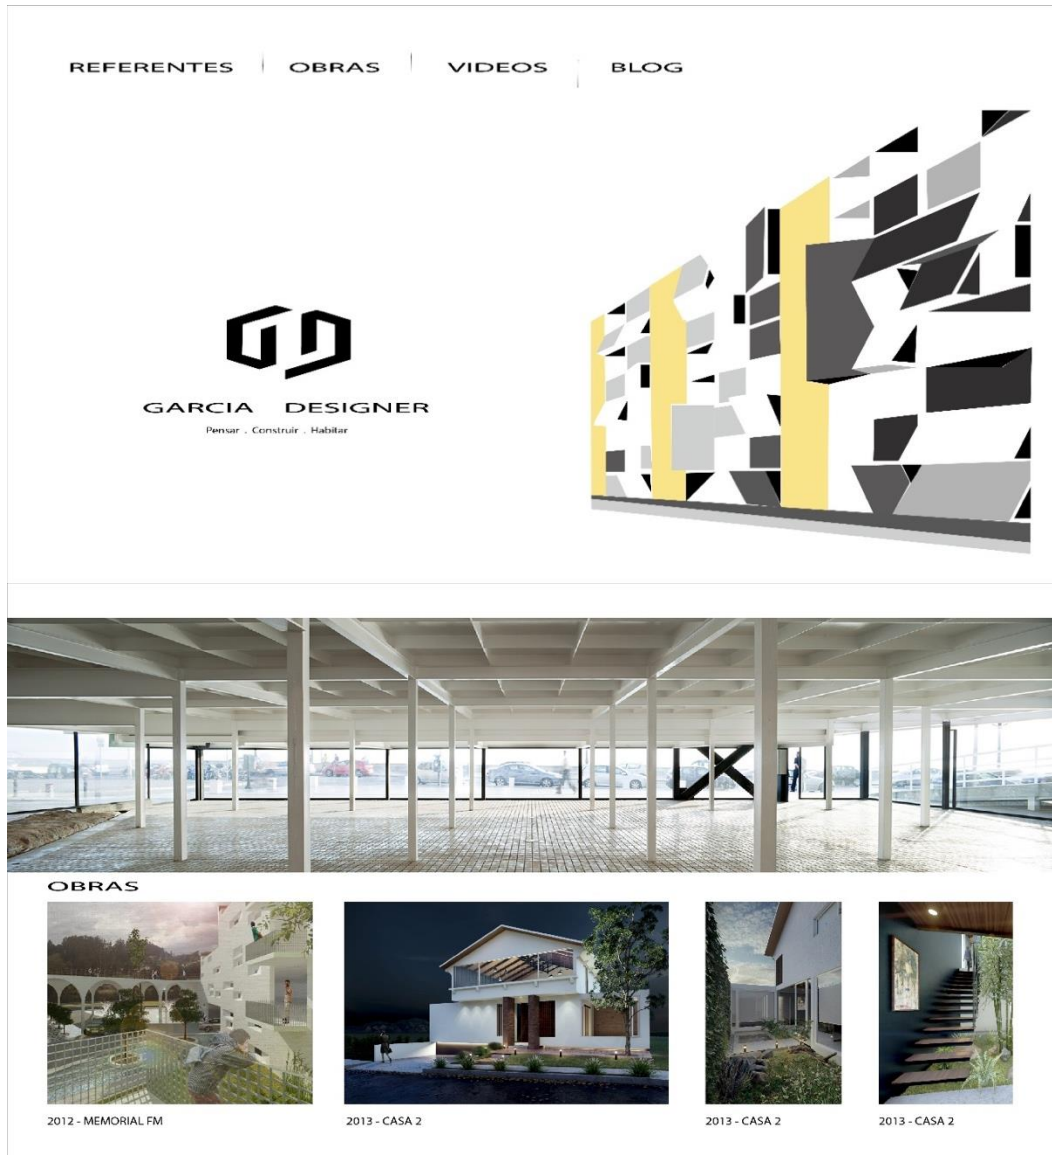 REFERENTES OBRAS VIDEOS BLOG
GARCIA DESIGNER
Pensar . Construir . Habitar
OBRAS
2012 - MEMORIAL FM
2013 - CASA 2
2013 - CASA 2
2013 - CASA 2